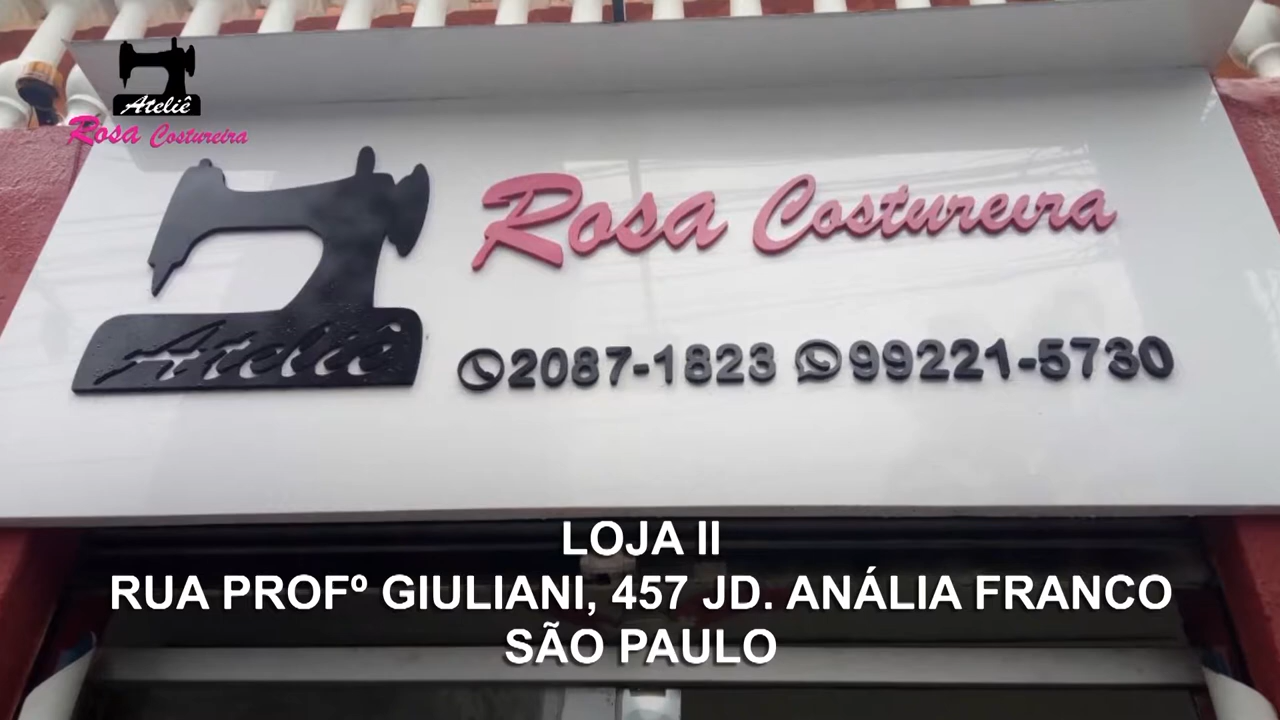 Ateliê
Rosa Costureira
Rosa Costureira
Ateliê
2087-1823 99221-5730
LOJA II
RUA PROFº GIULIANI, 457 JD. ANÁLIA FRANCO
SÃO PAULO